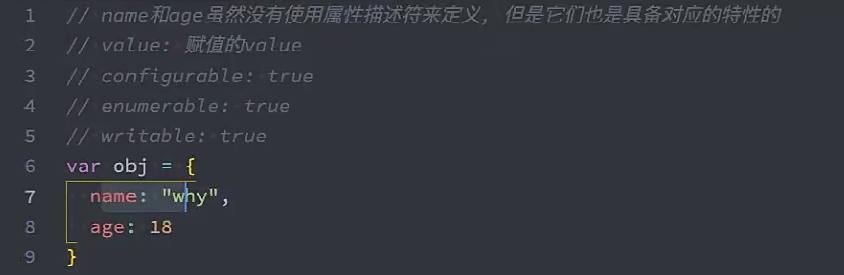 1 // name和age虽然没有使用属性描述符来定义, 但是它们也是具备对应的特性的
2 // value: 赋值的value
3 // configurable: true
4 // enumerable: true
5 // writable: true
6 var obj = {
7   name: "why",
8   age: 18
9 }